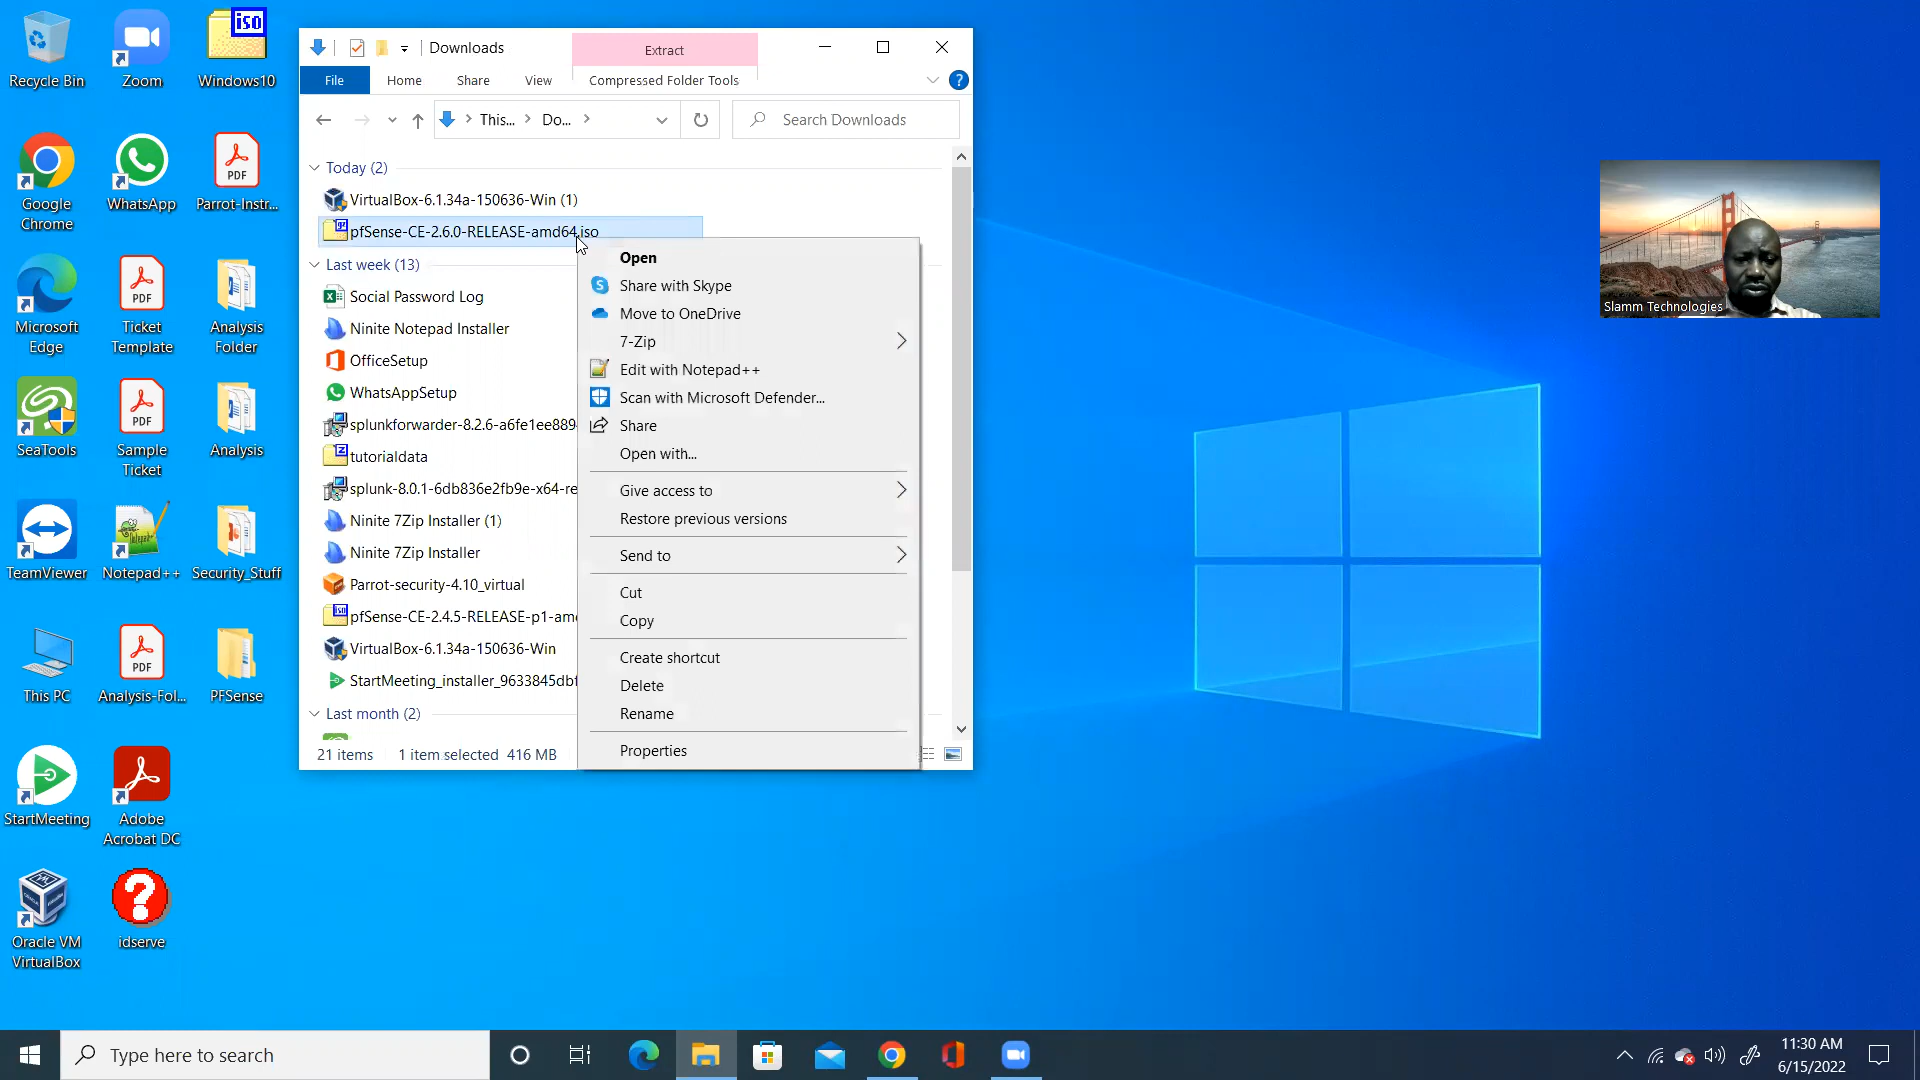 Recycle Bin
Zoom
iso
Windows10
Google
Chrome
WhatsApp
PDF
Parrot-Instr...
Microsoft
Edge
PDF
Ticket
Template
Analysis
Folder
SeaTools
PDF
Sample
Ticket
Analysis
TeamViewer
Notepad++
Security_Stuff
This PC
PDF
Analysis-Fol...
PFSense
StartMeeting
Adobe
Acrobat DC
Oracle VM
VirtualBox
idserve
Downloads
Extract
File
Home
Share
View
Compressed Folder Tools
This...
Do...
Search Downloads
Today (2)
VirtualBox-6.1.34a-150636-Win (1)
pfSense-CE-2.6.0-RELEASE-amd64.iso
Last week (13)
Social Password Log
Ninite Notepad Installer
OfficeSetup
WhatsAppSetup
splunkforwarder-8.2.6-a6fe1ee889
tutorialdata
splunk-8.0.1-6db836e2fb9e-x64-re
Ninite 7Zip Installer (1)
Ninite 7Zip Installer
Parrot-security-4.10_virtual
pfSense-CE-2.4.5-RELEASE-p1-am
VirtualBox-6.1.34a-150636-Win
StartMeeting_installer_9633845db
Last month (2)
21 items
1 item selected 416 MB
Open
Share with Skype
Move to OneDrive
7-Zip
Edit with Notepad++
Scan with Microsoft Defender...
Share
Open with...
Give access to
Restore previous versions
Send to
Cut
Copy
Create shortcut
Delete
Rename
Properties
Slamm Technologies
Type here to search
11:30 AM
6/15/2022